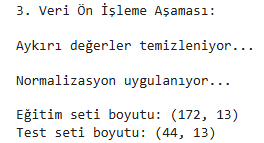 3. Veri Ön İşleme Aşaması:
Aykırı değerler temizleniyor...
Normalizasyon uygulanıyor...
Eğitim seti boyutu: (172, 13)
Test seti boyutu: (44, 13)